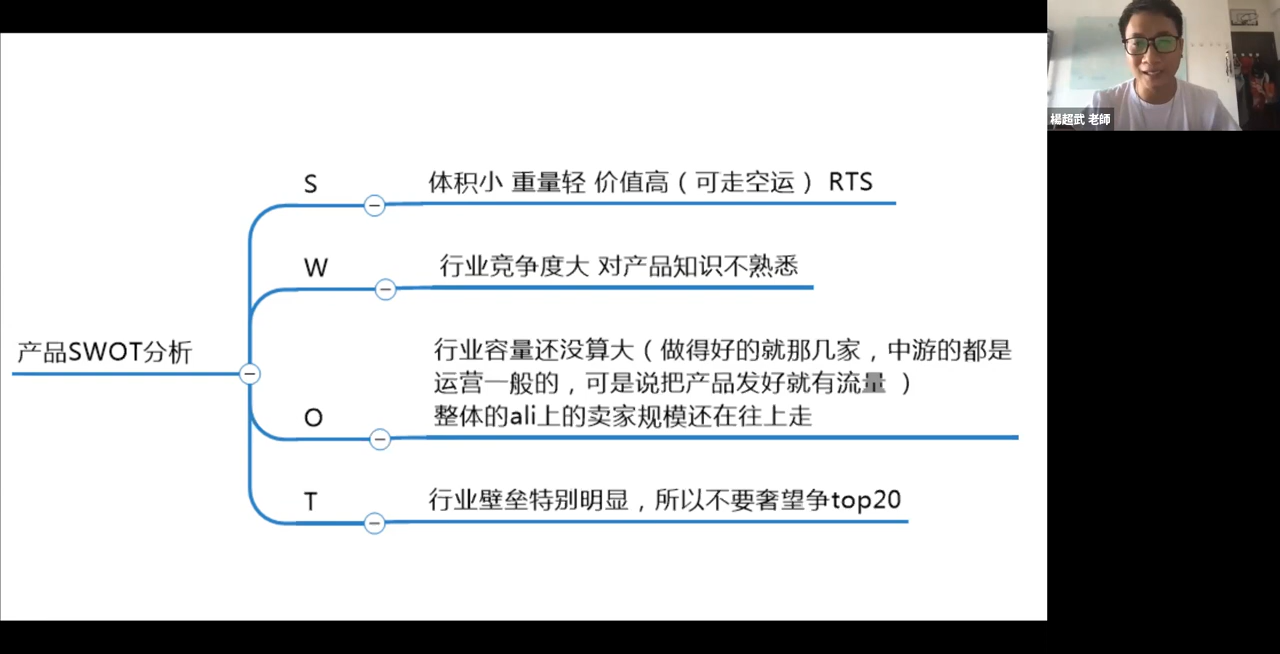 楊超武 老師
S
体积小 重量轻 价值高（可走空运） RTS
W
行业竞争度大 对产品知识不熟悉
产品SWOT分析
行业容量还没算大（做得好的就那几家，中游的都是
运营一般的，可是说把产品发好就有流量 ）
O
整体的ali上的卖家规模还在往上走
T
行业壁垒特别明显，所以不要奢望争top20